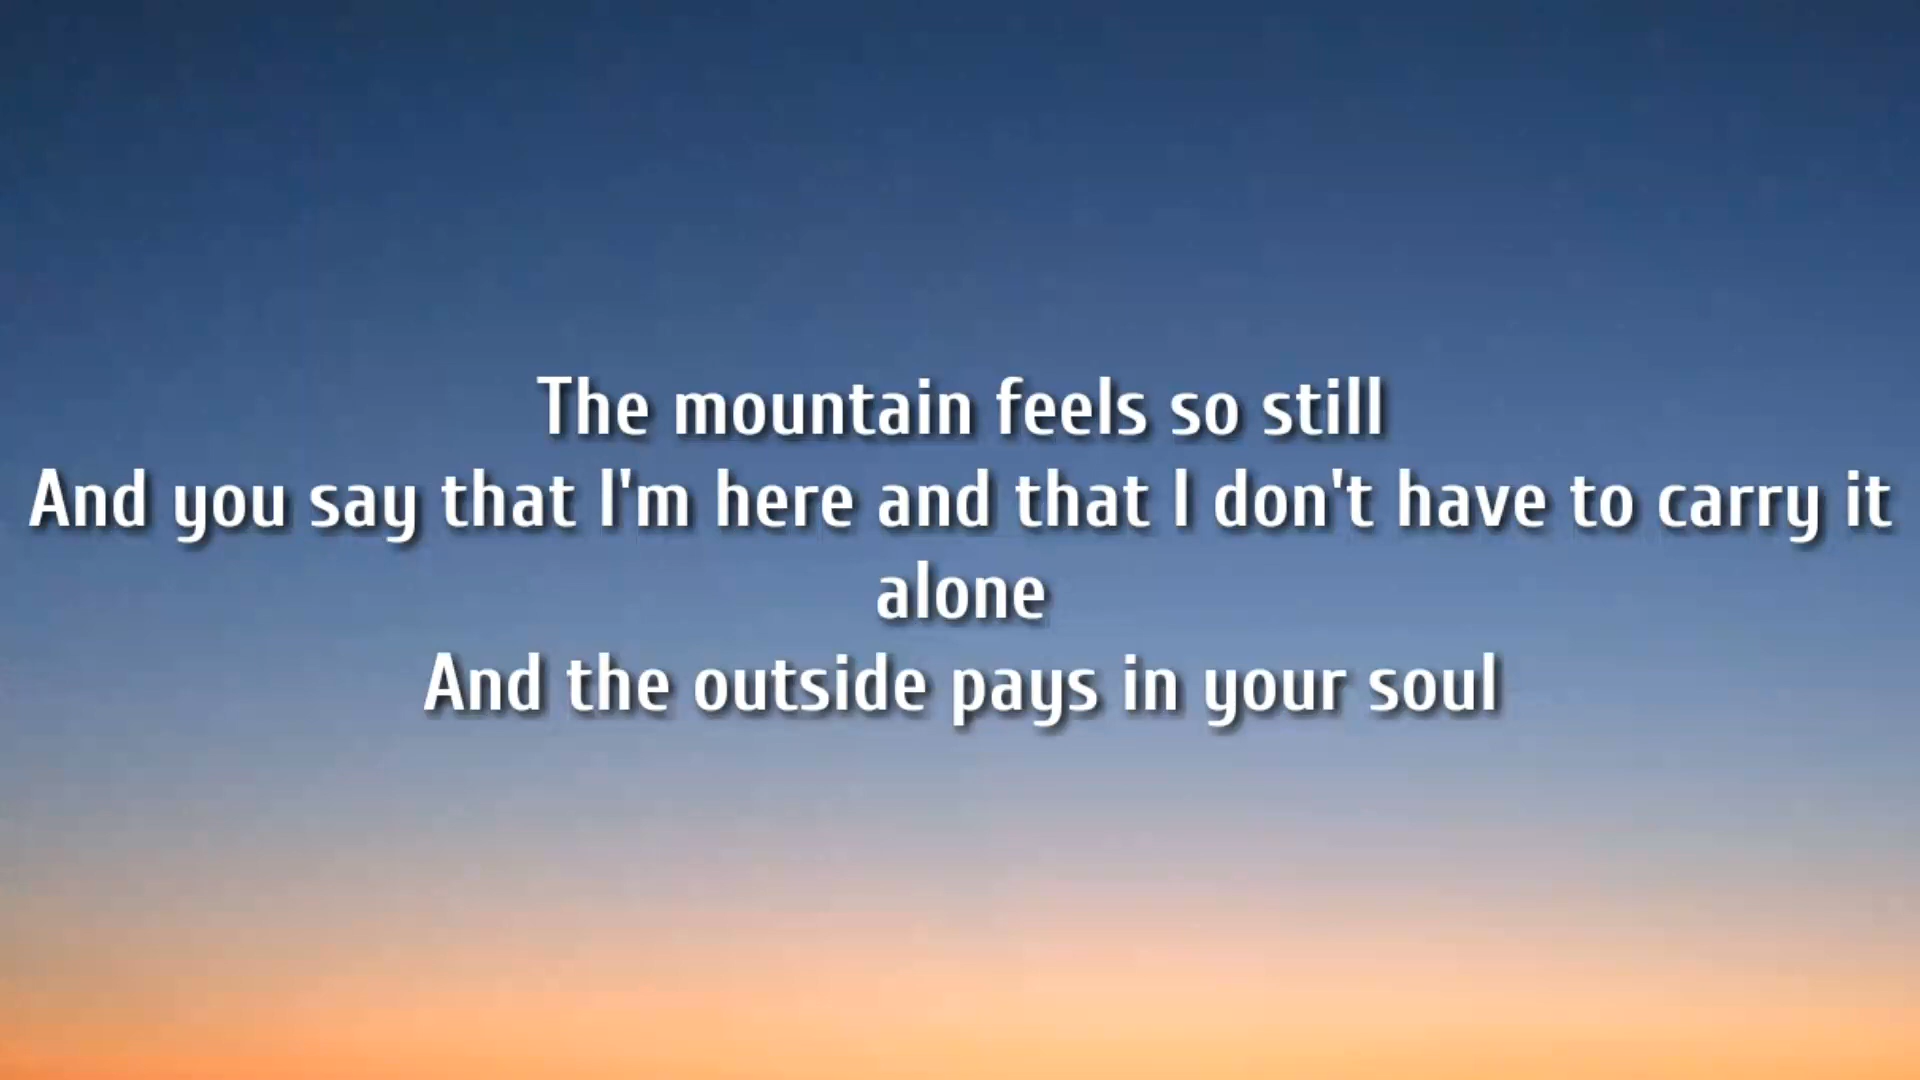 The mountain feels so still
And you say that I'm here and that I don't have to carry it
alone
And the outside pays in your soul